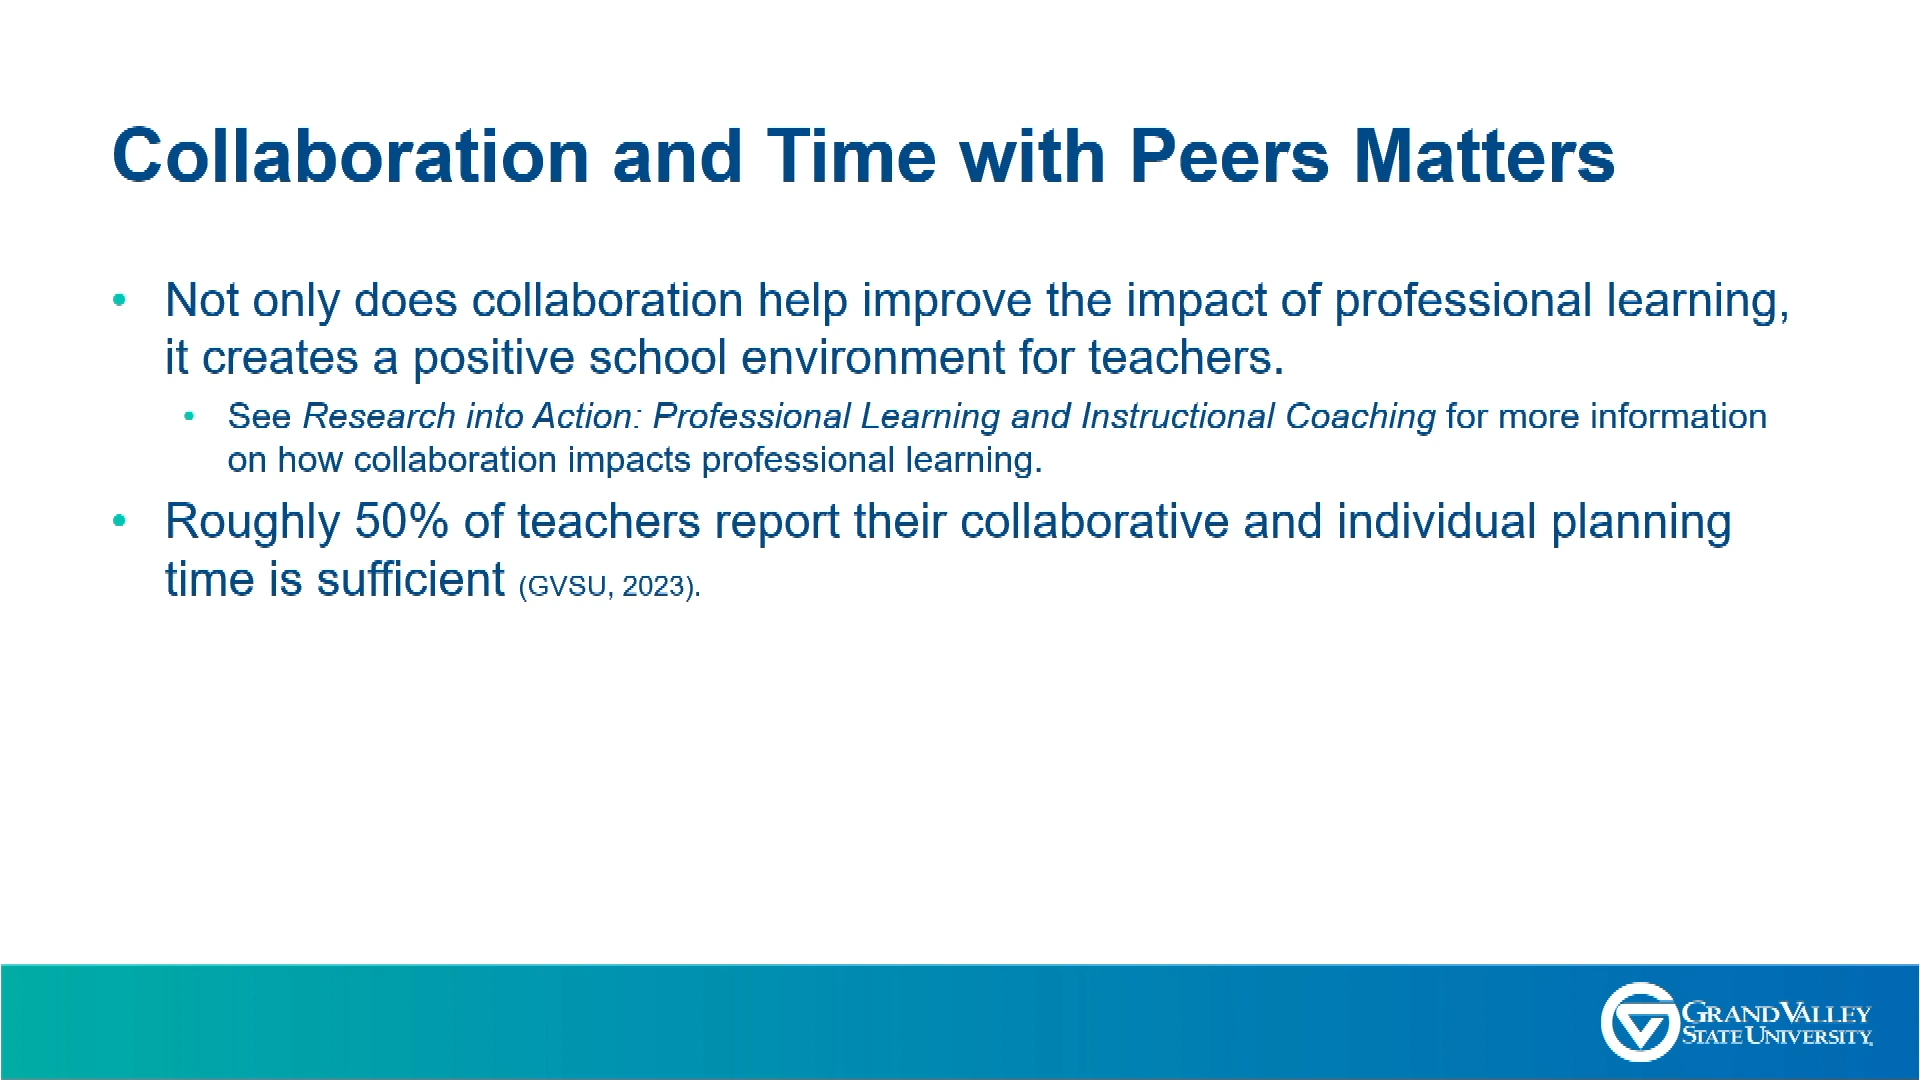 Collaboration and Time with Peers Matters
• Not only does collaboration help improve the impact of professional learning,
it creates a positive school environment for teachers.
• See Research into Action: Professional Learning and Instructional Coaching for more information
on how collaboration impacts professional learning.
• Roughly 50% of teachers report their collaborative and individual planning
time is sufficient (GVSU, 2023).
GRAND VALLEY
STATE UNIVERSITY.